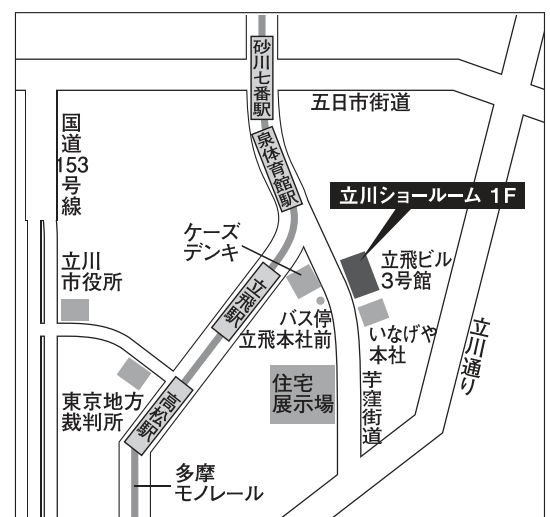 砂川七番駅
五日市街道
国道
153
号線
泉体育館駅
立川ショールーム 1F
ケーズ
デンキ
立川
市役所
立飛ビル
3号館
立飛駅
バス停
立飛本社前
いなげや
本社
立川通り
住宅
展示場
芋窪街道
東京地方
裁判所
高松駅
多摩
モノレール